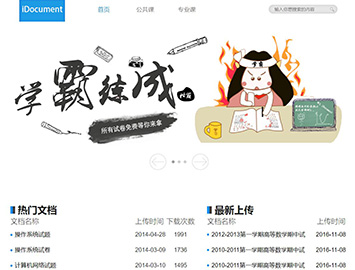 iDocument
首页 公共课 专业课
输入您想搜索的内容
学霸练成
所有试卷免费等你来拿
热门文档
文档名称 上传时间 下载次数
操作系统试题 2014-04-28 1991
操作系统试卷 2014-03-09 1736
计算机网络试题 2014-03-10 1495
最新上传
文档名称 上传时间
2012-2013第一学期高等数学期中试 2016-11-08
2010-2011第一学期高等数学期中试 2016-11-08
2010-2011第一学期高等数学期中试 2016-11-08